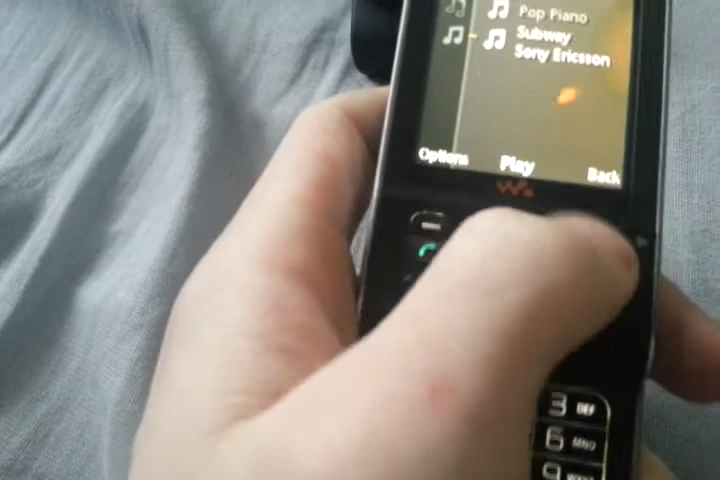 Pop Piano
Subway
Sony Ericsson
Options Play Back
3 DEF
6 MNO
9